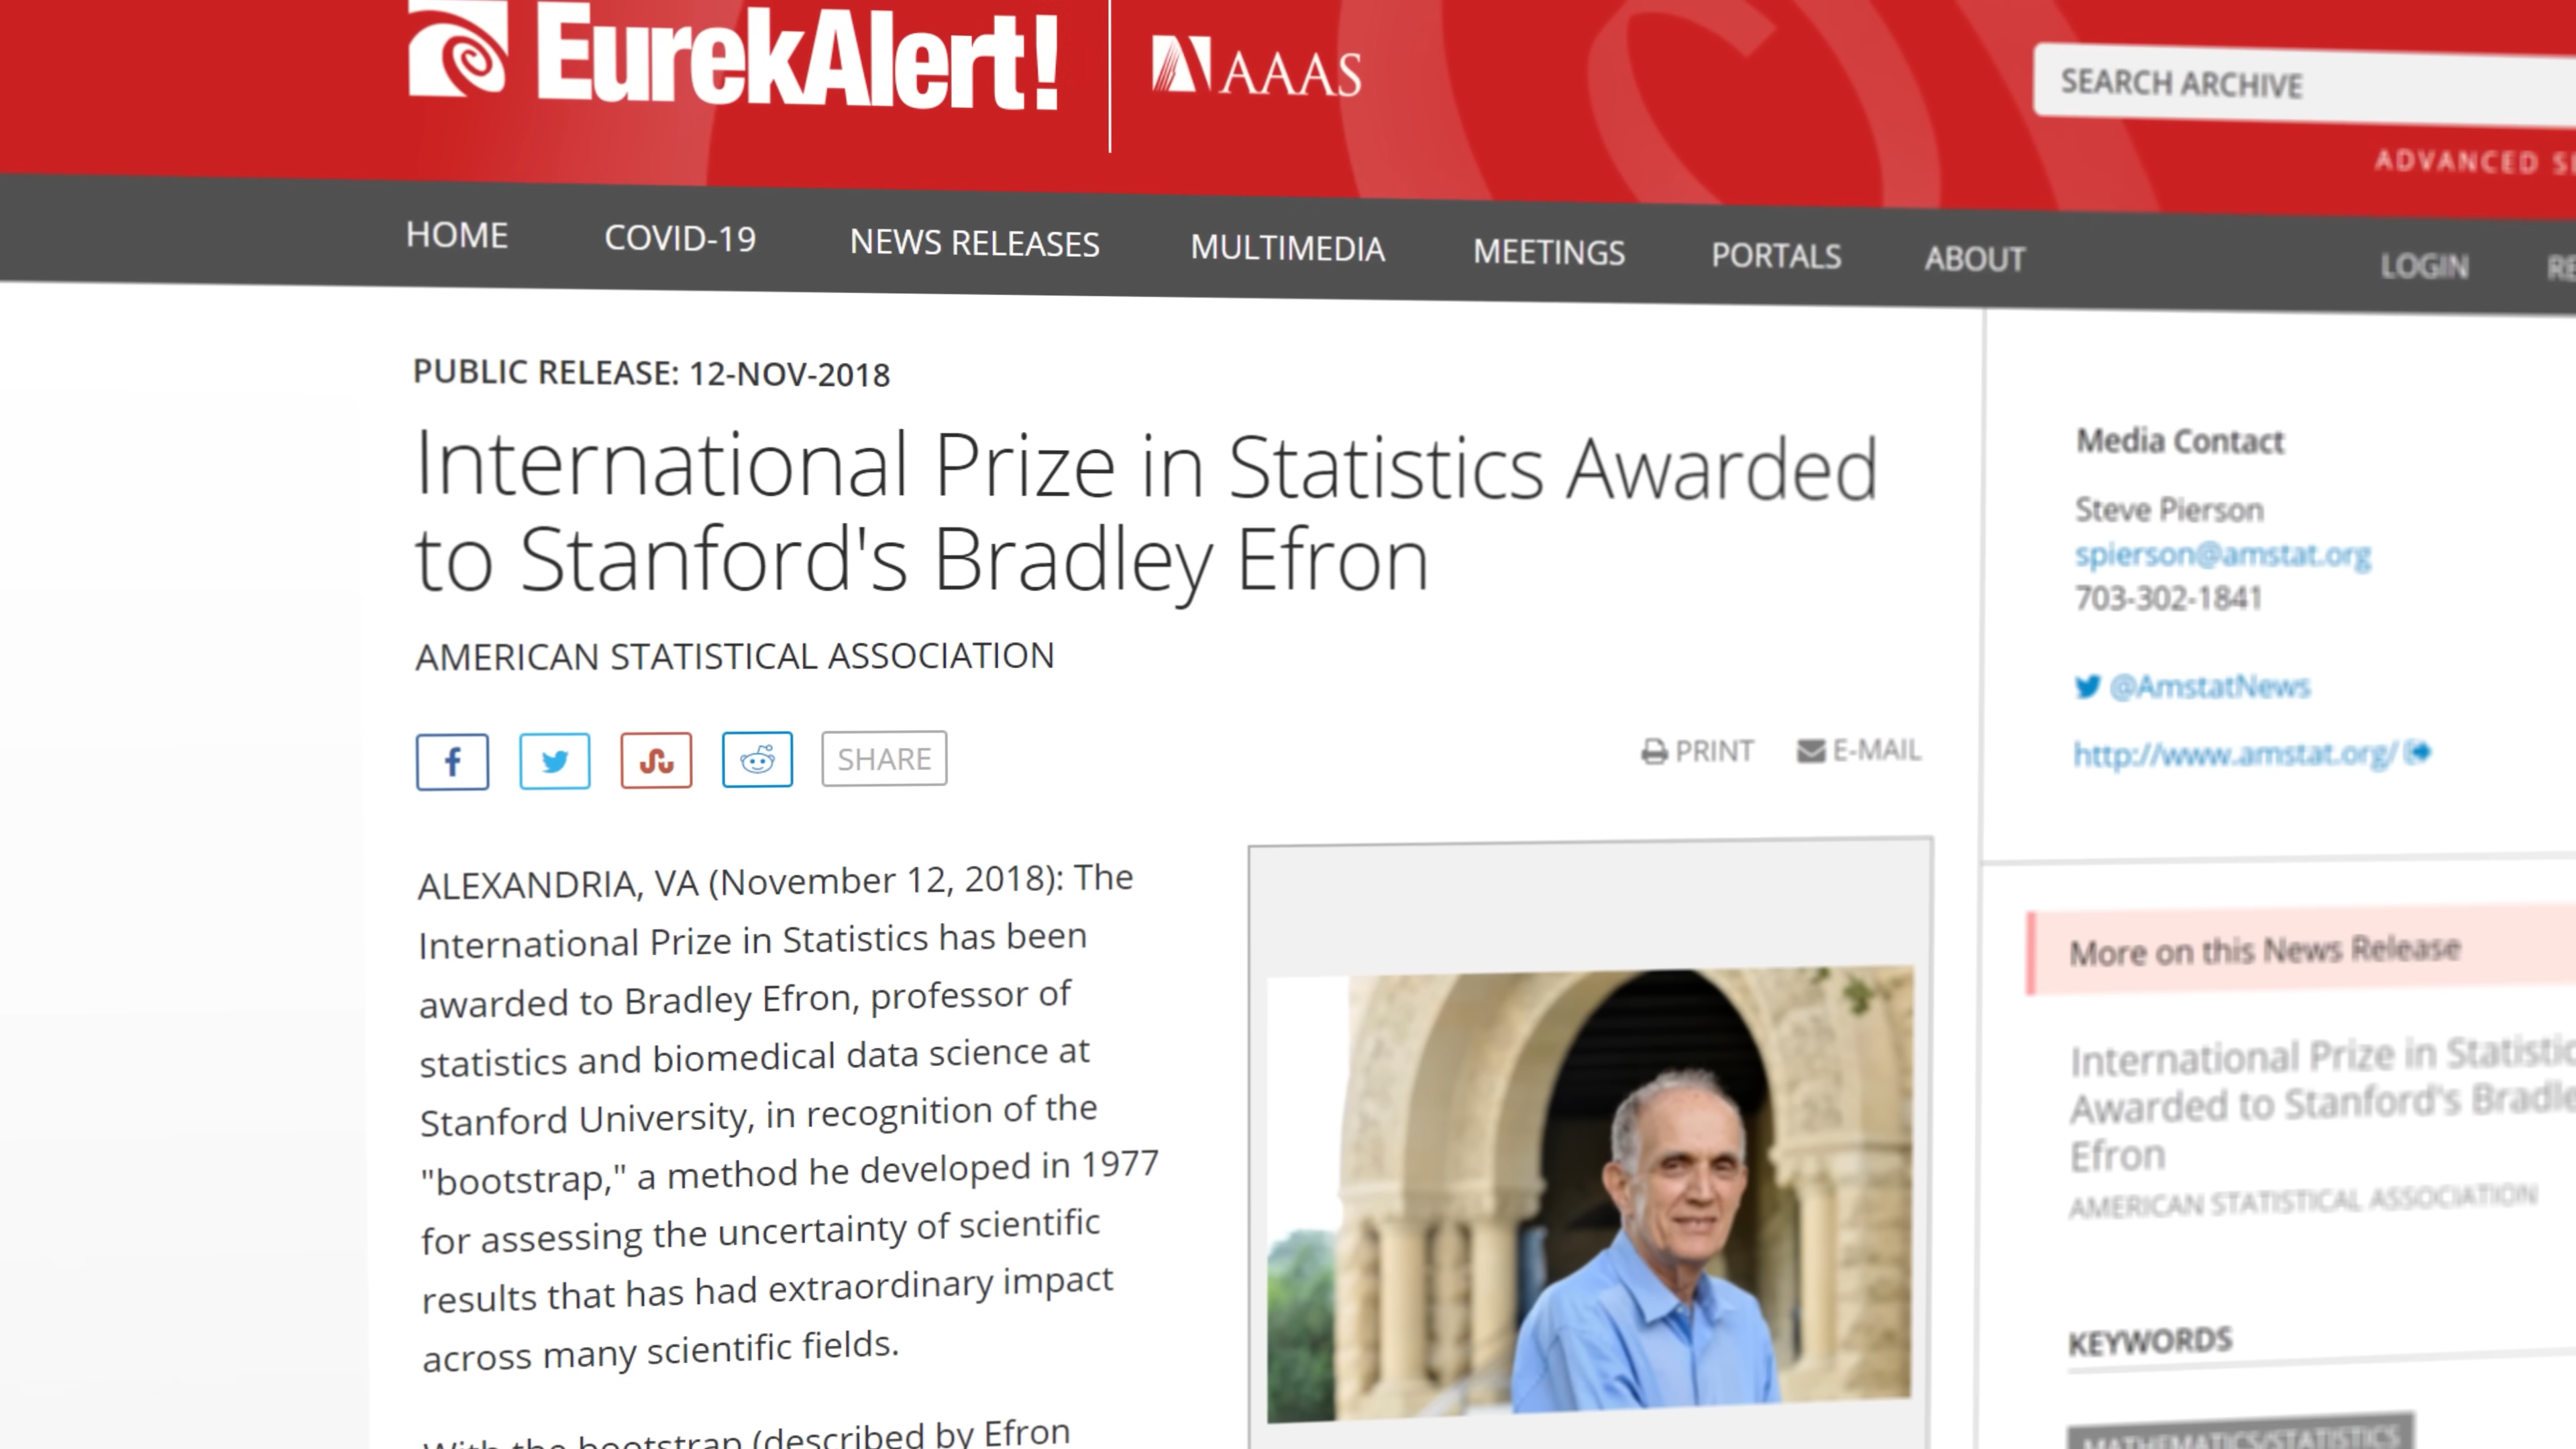 EurekAlert!
AAAS
SEARCH ARCHIVE
ADVANCED
HOME COVID-19 NEWS RELEASES MULTIMEDIA MEETINGS PORTALS ABOUT LOGIN
PUBLIC RELEASE: 12-NOV-2018
International Prize in Statistics Awarded
to Stanford's Bradley Efron
AMERICAN STATISTICAL ASSOCIATION
SHARE
PRINT E-MAIL
ALEXANDRIA, VA (November 12, 2018): The
International Prize in Statistics has been
awarded to Bradley Efron, professor of
statistics and biomedical data science at
Stanford University, in recognition of the
"bootstrap," a method he developed in 1977
for assessing the uncertainty of scientific
results that has had extraordinary impact
across many scientific fields.
With the bootstrap (described by Efron
Media Contact
Steve Pierson
spierson@amstat.org
703-302-1841
@AmstatNews
http://www.amstat.org/
More on this News Release
International Prize in Statistic
Awarded to Stanford's Bradle
Efron
AMERICAN STATISTICAL ASSOCIATION
KEYWORDS
MATHEMATICS/STATISTICS